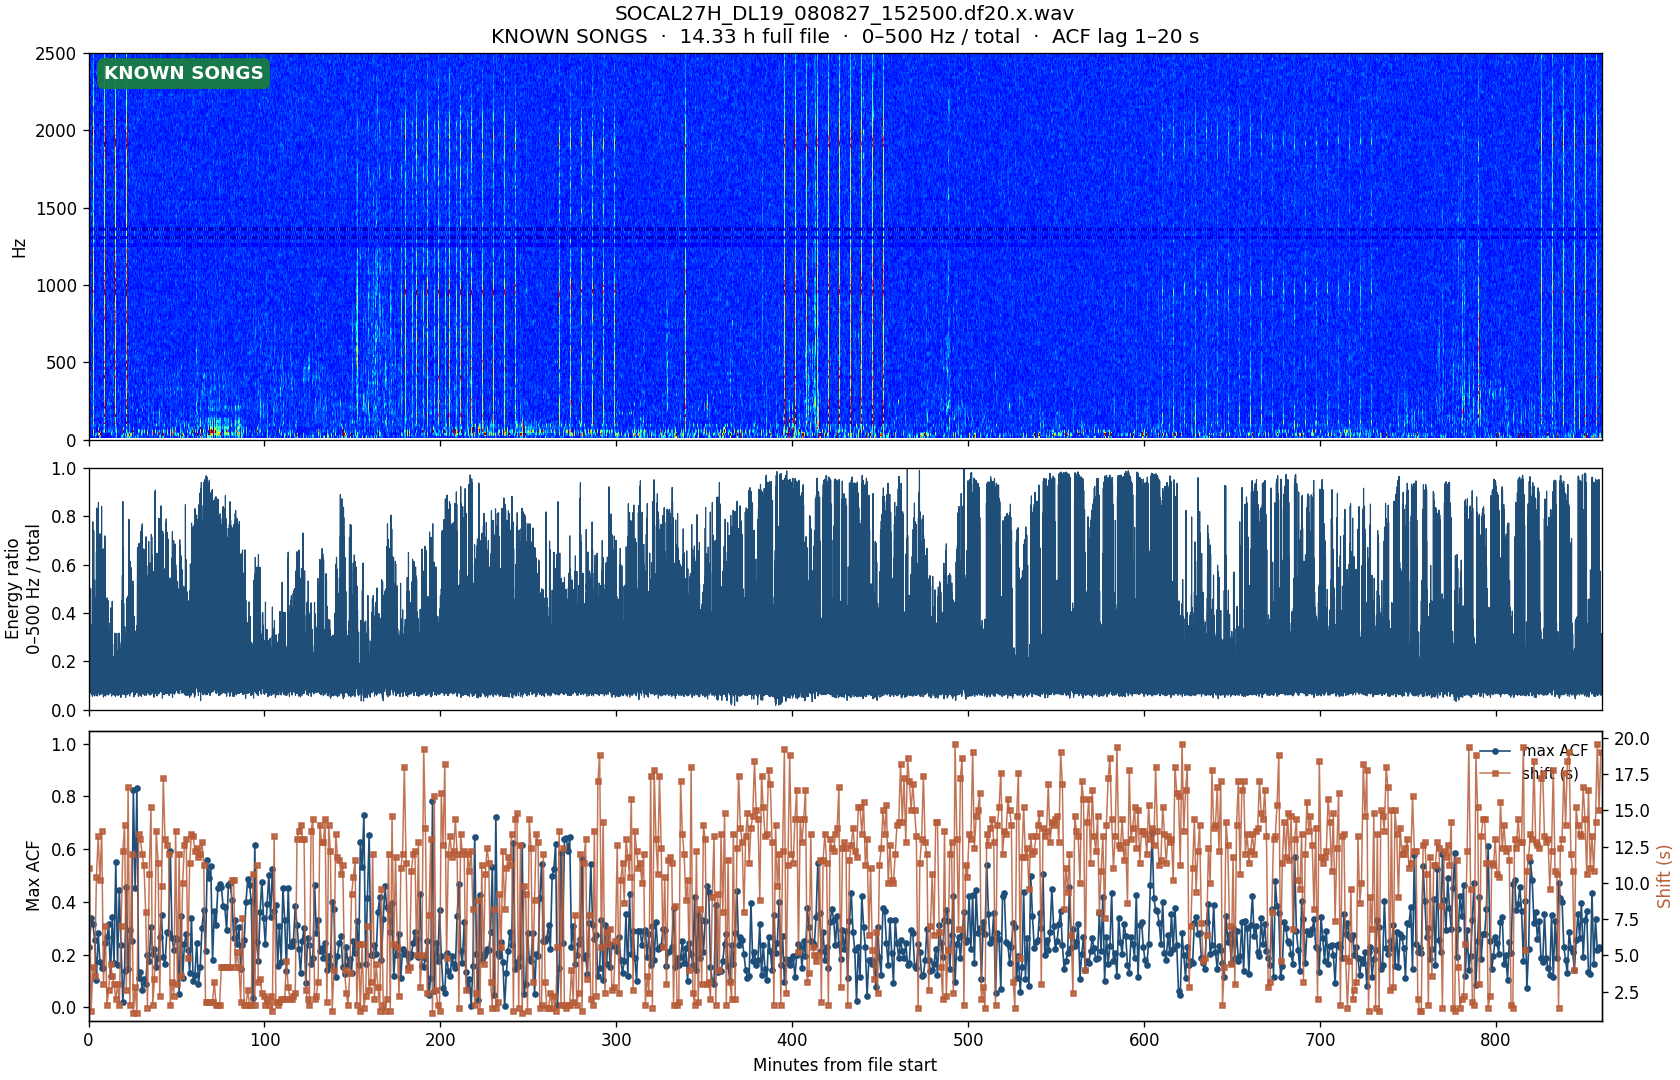 SOCAL27H_DL19_080827_152500.df20.x.wav
KNOWN SONGS · 14.33 h full file · 0–500 Hz / total · ACF lag 1–20 s
KNOWN SONGS
Hz
2500
2000
1500
1000
500
0
Energy ratio
0–500 Hz / total
1.0
0.8
0.6
0.4
0.2
0.0
Max ACF
1.0
0.8
0.6
0.4
0.2
0.0
max ACF
shift (s)
20.0
17.5
15.0
12.5
10.0
7.5
5.0
2.5
Shift (s)
0 100 200 300 400 500 600 700 800
Minutes from file start